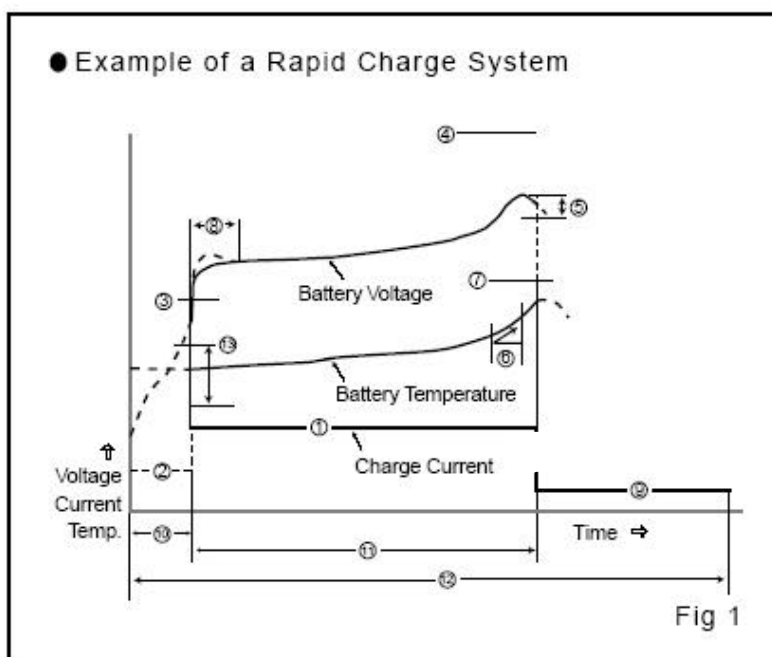 ● Example of a Rapid Charge System
④
⑤
⑧
③
Battery Voltage
⑦
⑬
⑥
Battery Temperature
①
Charge Current
⇧
Voltage
Current
Temp.
②
⑨
⑩
Time ⇨
⑪
⑫
Fig 1